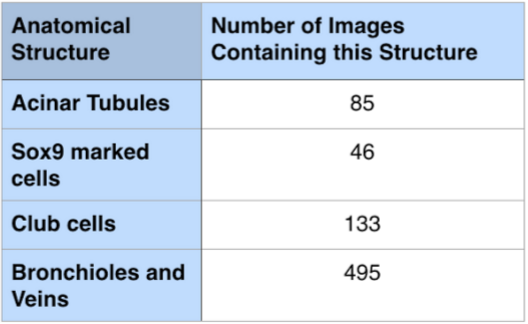 Anatomical Structure
Number of Images Containing this Structure
Acinar Tubules
85
Sox9 marked cells
46
Club cells
133
Bronchioles and Veins
495